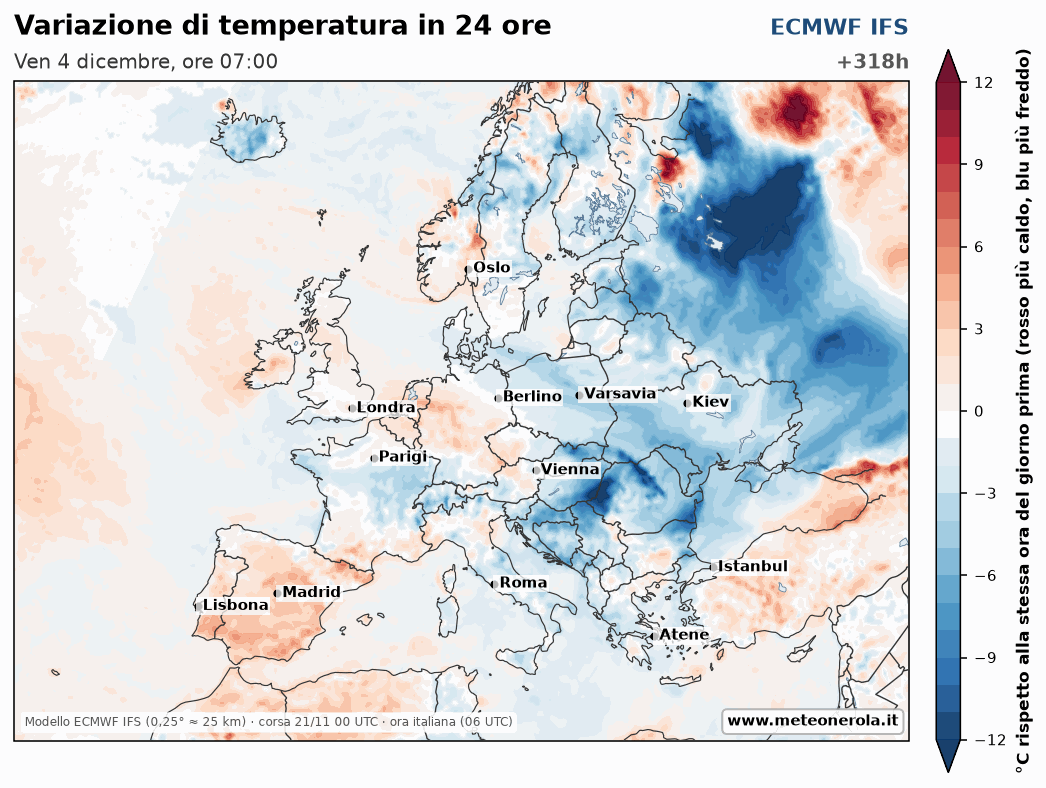 Variazione di temperatura in 24 ore
ECMWF IFS
Ven 4 dicembre, ore 07:00
+318h
Oslo
Londra
Berlino
Varsavia
Kiev
Parigi
Vienna
Istanbul
Roma
Madrid
Lisbona
Atene
Modello ECMWF IFS (0,25° ≈ 25 km) · corsa 21/11 00 UTC · ora italiana (06 UTC)
www.meteonerola.it
12
9
6
3
0
−3
−6
−9
−12
°C rispetto alla stessa ora del giorno prima (rosso più caldo, blu più freddo)